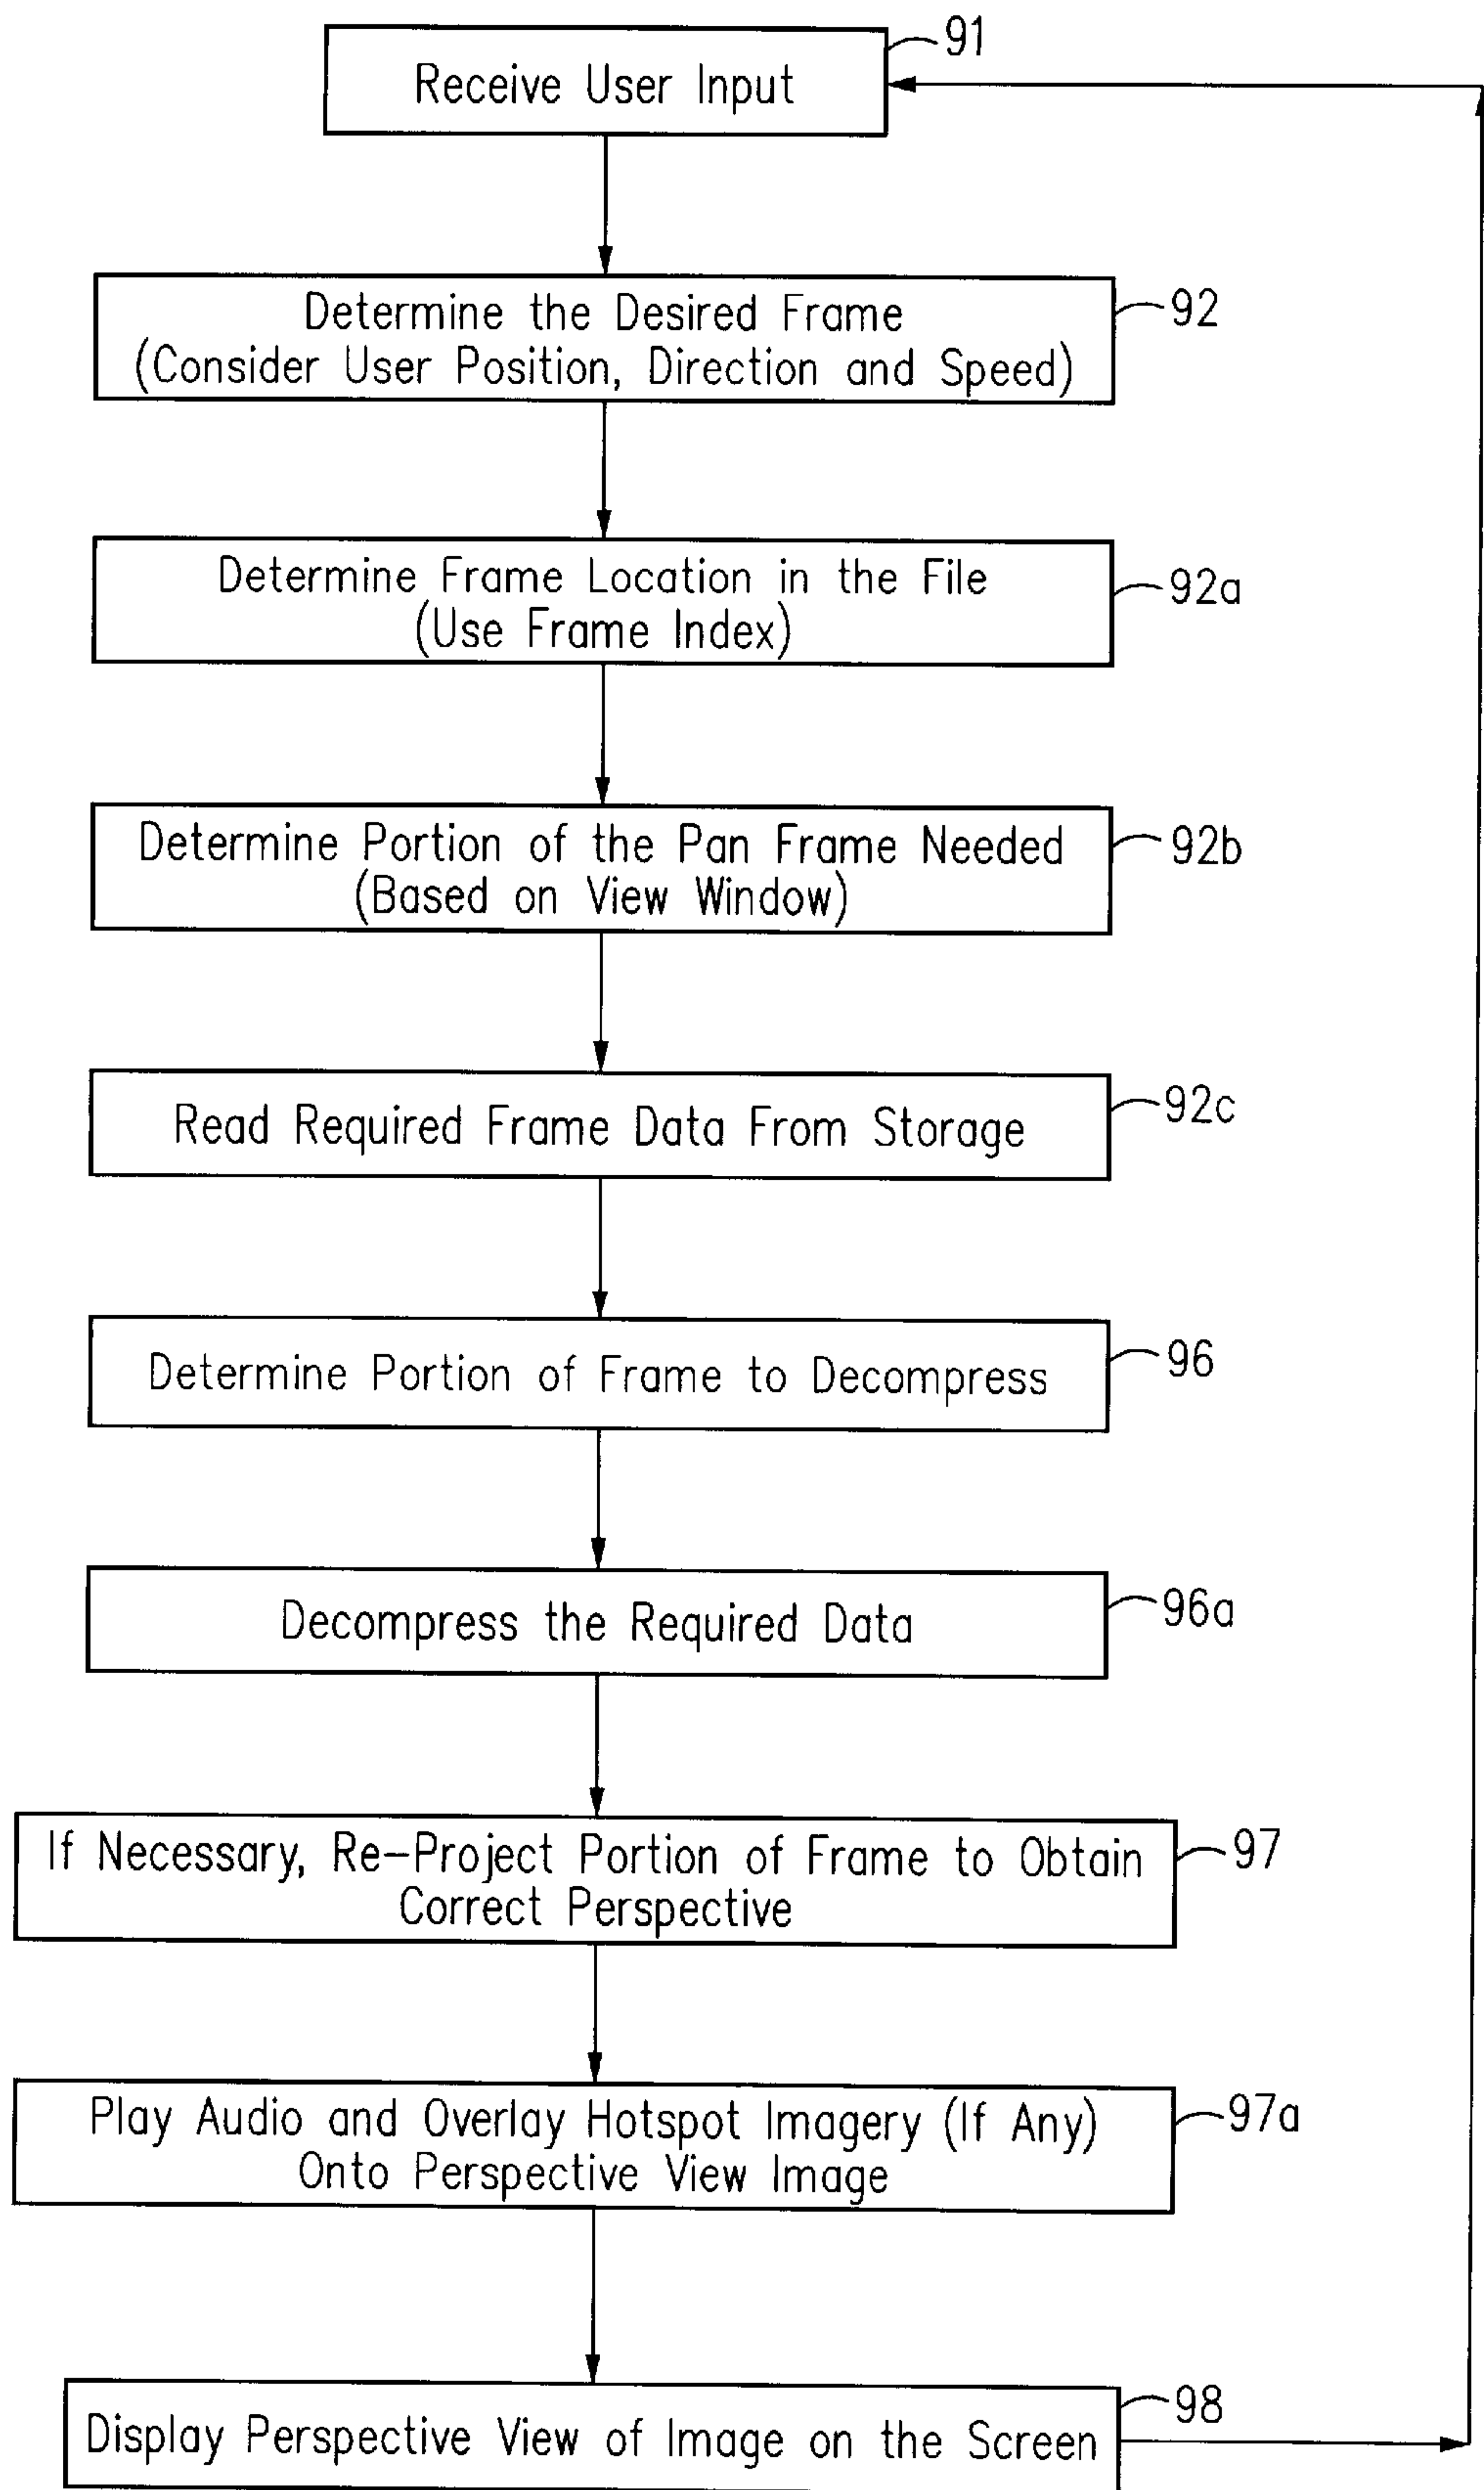 91
Receive User Input
Determine the Desired Frame
(Consider User Position, Direction and Speed)
92
Determine Frame Location in the File
(Use Frame Index)
92a
Determine Portion of the Pan Frame Needed
(Based on View Window)
92b
Read Required Frame Data From Storage
92c
Determine Portion of Frame to Decompress
96
Decompress the Required Data
96a
If Necessary, Re-Project Portion of Frame to Obtain
Correct Perspective
97
Play Audio and Overlay Hotspot Imagery (If Any)
Onto Perspective View Image
97a
Display Perspective View of Image on the Screen
98